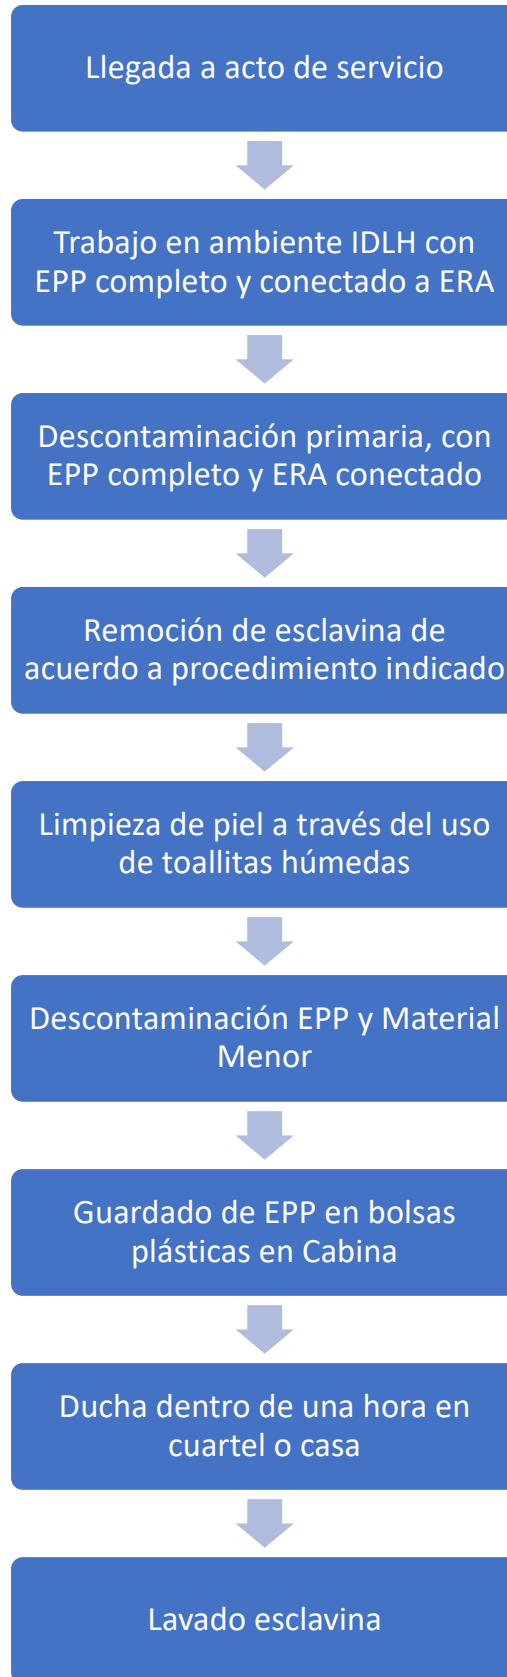 Llegada a acto de servicio
Trabajo en ambiente IDLH con
EPP completo y conectado a ERA
Descontaminación primaria, con
EPP completo y ERA conectado
Remoción de esclavina de
acuerdo a procedimiento indicado
Limpieza de piel a través del uso
de toallitas húmedas
Descontaminación EPP y Material
Menor
Guardado de EPP en bolsas
plásticas en Cabina
Ducha dentro de una hora en
cuartel o casa
Lavado esclavina